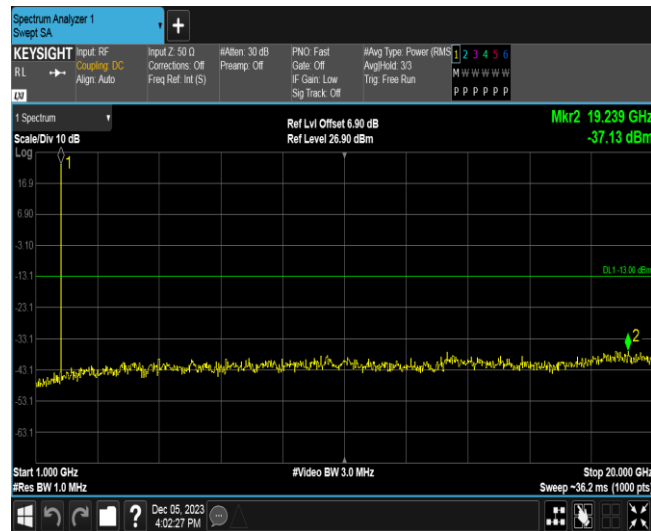 Spectrum Analyzer 1
Swept SA
+
KEYSIGHT
RL
LXI
Input: RF
Coupling: DC
Align: Auto
Input Z: 50 Ω
Corrections: Off
Freq Ref: Int (S)
#Atten: 30 dB
Preamp: Off
PNO: Fast
Gate: Off
IF Gain: Low
Sig Track: Off
#Avg Type: Power (RMS
Avg|Hold: 3/3
Trig: Free Run
1 2 3 4 5 6
M W W W W W
P P P P P P
1 Spectrum
Scale/Div 10 dB
Log
Ref Lvl Offset 6.90 dB
Ref Level 26.90 dBm
Mkr2 19.239 GHz
-37.13 dBm
1
16.9
6.90
-3.10
-13.1
DL1 -13.00 dBm
-23.1
-33.1
2
-43.1
-53.1
-63.1
Start 1.000 GHz
#Res BW 1.0 MHz
#Video BW 3.0 MHz
Stop 20.000 GHz
Sweep ~36.2 ms (1000 pts)
?
Dec 05, 2023
4:02:27 PM